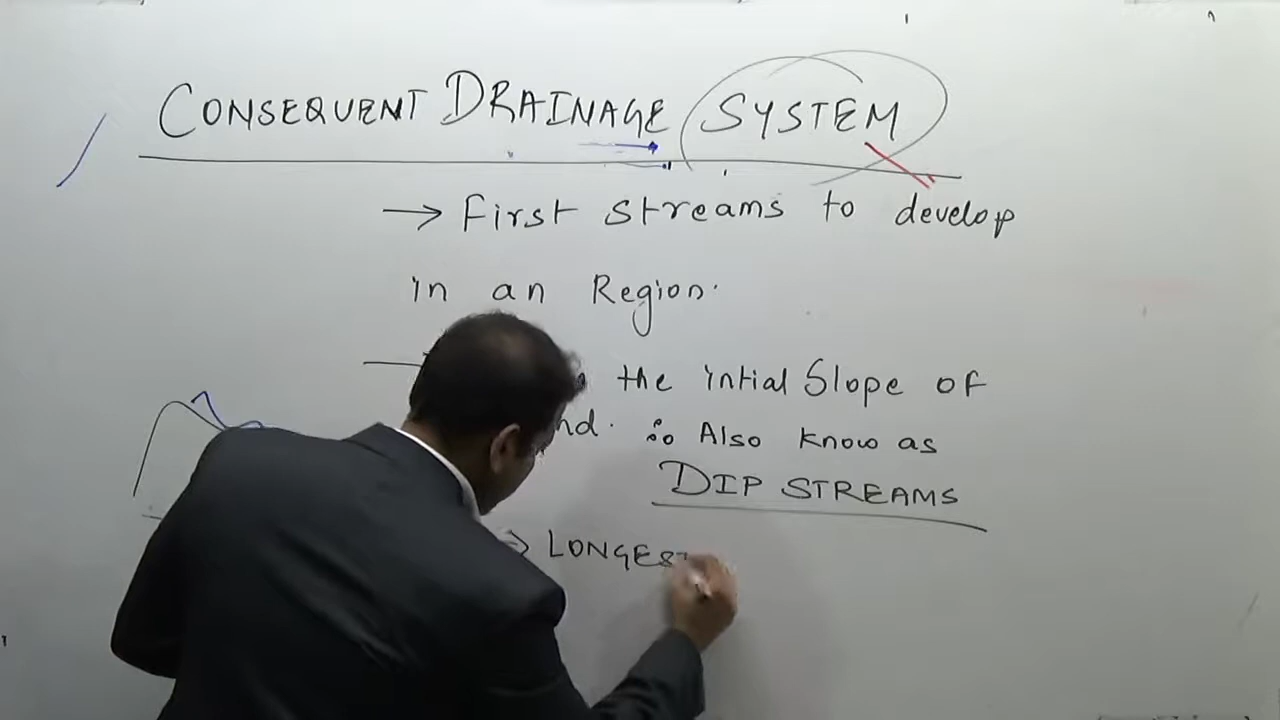 CONSEQUENT DRAINAGE SYSTEM
→ First streams to develop
in an Region.
the intial Slope of
nd. ∴ Also know as
DIP STREAMS
→ LONGEST